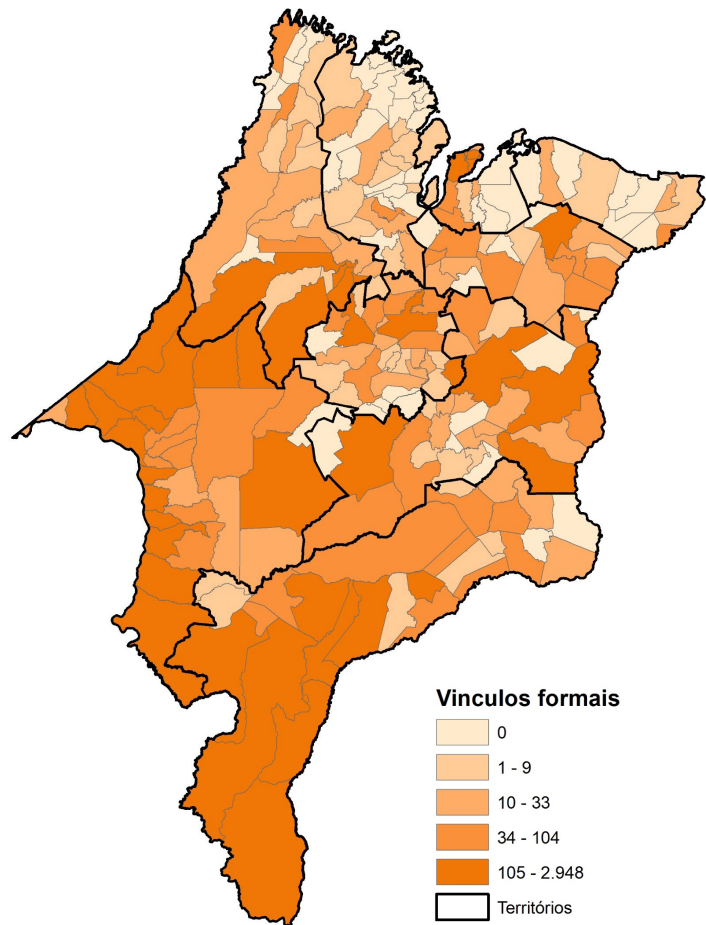 Vinculos formais
0
1 - 9
10 - 33
34 - 104
105 - 2.948
Territórios